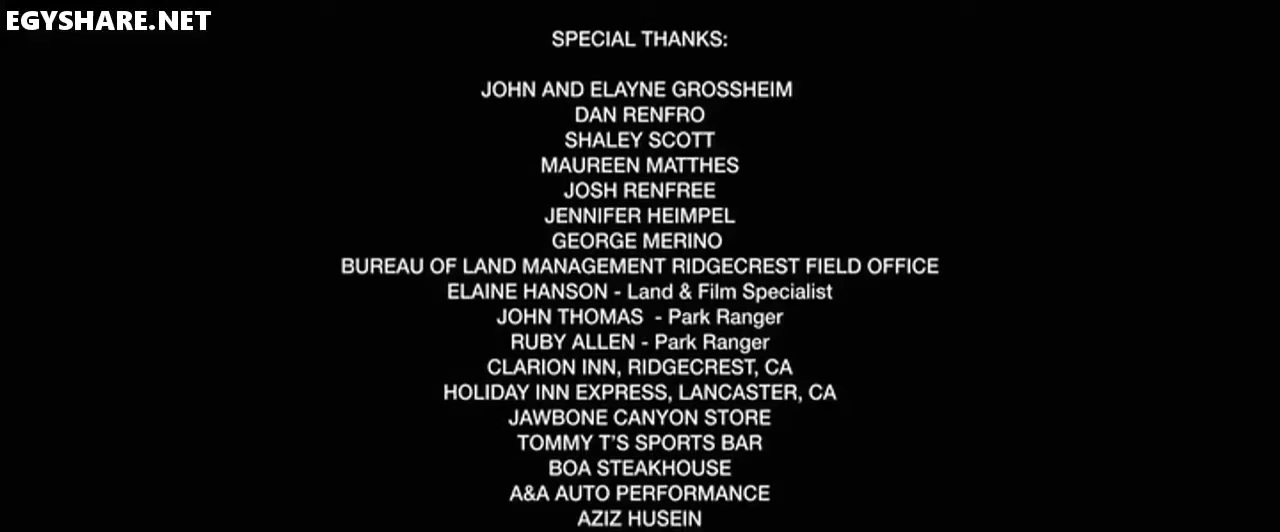 EGYSHARE.NET
SPECIAL THANKS:
JOHN AND ELAYNE GROSSHEIM
DAN RENFRO
SHALEY SCOTT
MAUREEN MATTHES
JOSH RENFREE
JENNIFER HEIMPEL
GEORGE MERINO
BUREAU OF LAND MANAGEMENT RIDGECREST FIELD OFFICE
ELAINE HANSON - Land & Film Specialist
JOHN THOMAS  - Park Ranger
RUBY ALLEN - Park Ranger
CLARION INN, RIDGECREST, CA
HOLIDAY INN EXPRESS, LANCASTER, CA
JAWBONE CANYON STORE
TOMMY T'S SPORTS BAR
BOA STEAKHOUSE
A&A AUTO PERFORMANCE
AZIZ HUSEIN